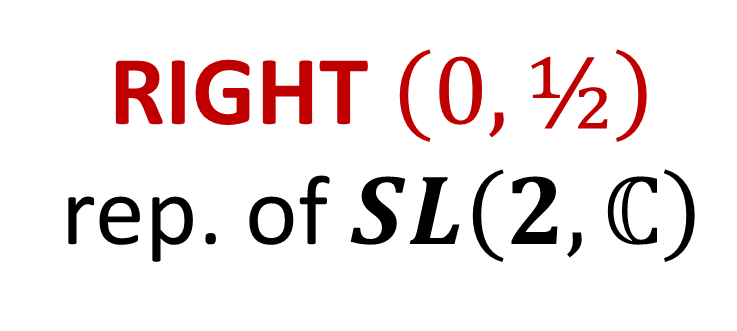 RIGHT (0, ½)
rep. of SL(2, ℂ)